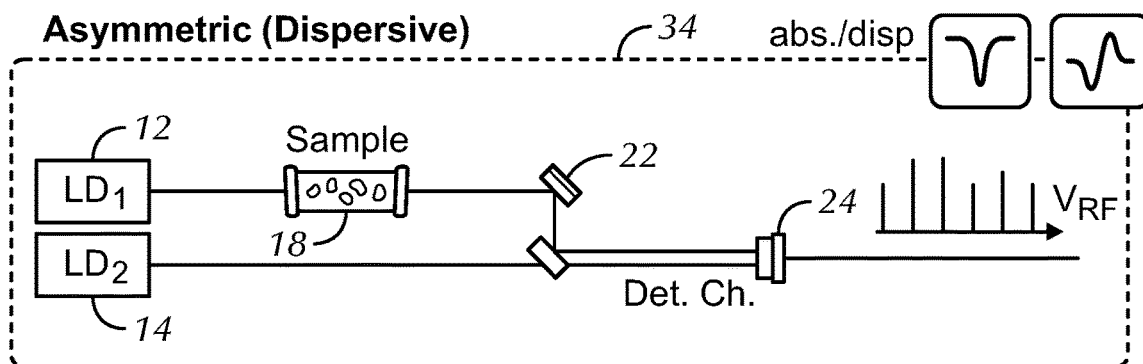 Asymmetric (Dispersive)
34
abs./disp
12
Sample
22
LD1
18
24
VRF
LD2
Det. Ch.
14